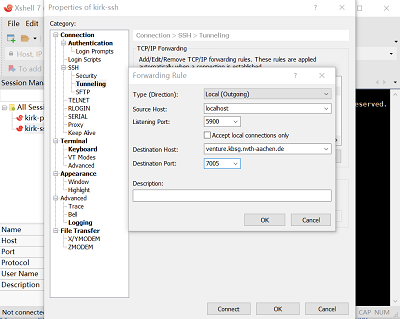 Xshell 7
File Edit
Host, IP
To add
Session Mana
All Sess
kirk-p
kirk-ss
Name
Host
Port
Protocol
User Name
Description
Not connected
Properties of kirk-ssh
Category:
Connection
Authentication
Login Prompts
Login Scripts
SSH
Security
Tunneling
SFTP
TELNET
RLOGIN
SERIAL
Proxy
Keep Alive
Terminal
Keyboard
VT Modes
Advanced
Appearance
Window
Highlight
Advanced
Trace
Bell
Logging
File Transfer
X/YMODEM
ZMODEM
Connection > SSH > Tunneling
TCP/IP Forwarding
Add/Edit/Remove TCP/IP forwarding rules. These rules are applied
automatically when a connection is established.
Forwarding Rule
Type (Direction): Local (Outgoing)
Source Host: localhost
Listening Port: 5900
Accept local connections only
Destination Host: venture.kbsg.rwth-aachen.de
Destination Port: 7005
Description:
OK Cancel
Connect OK Cancel
eserved.
CAP NUM